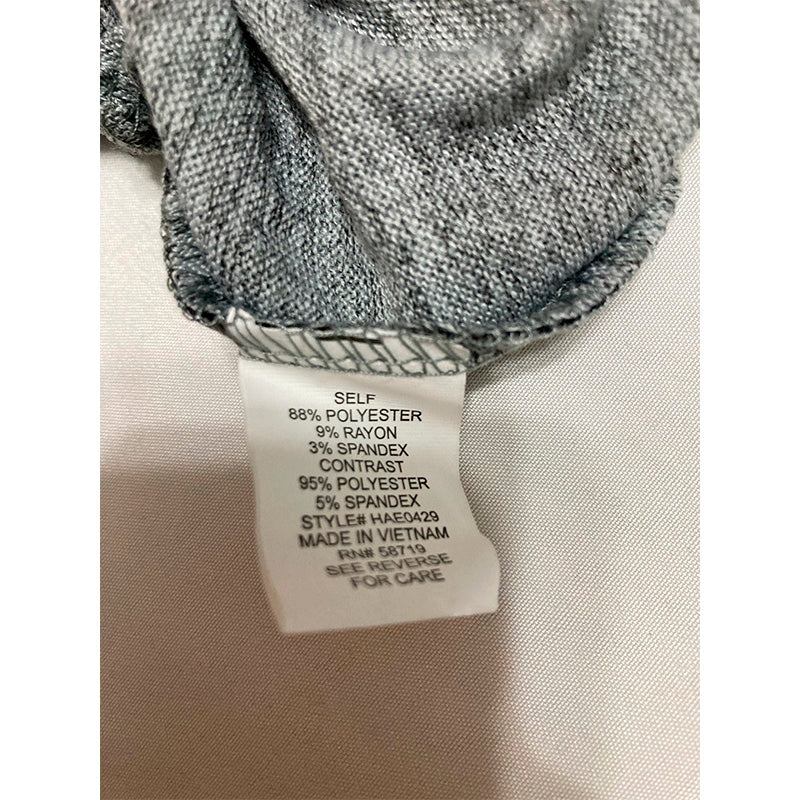 SELF
88% POLYESTER
9% RAYON
3% SPANDEX
CONTRAST
95% POLYESTER
5% SPANDEX
STYLE# HAE0429
MADE IN VIETNAM
RN# 58719
SEE REVERSE
FOR CARE